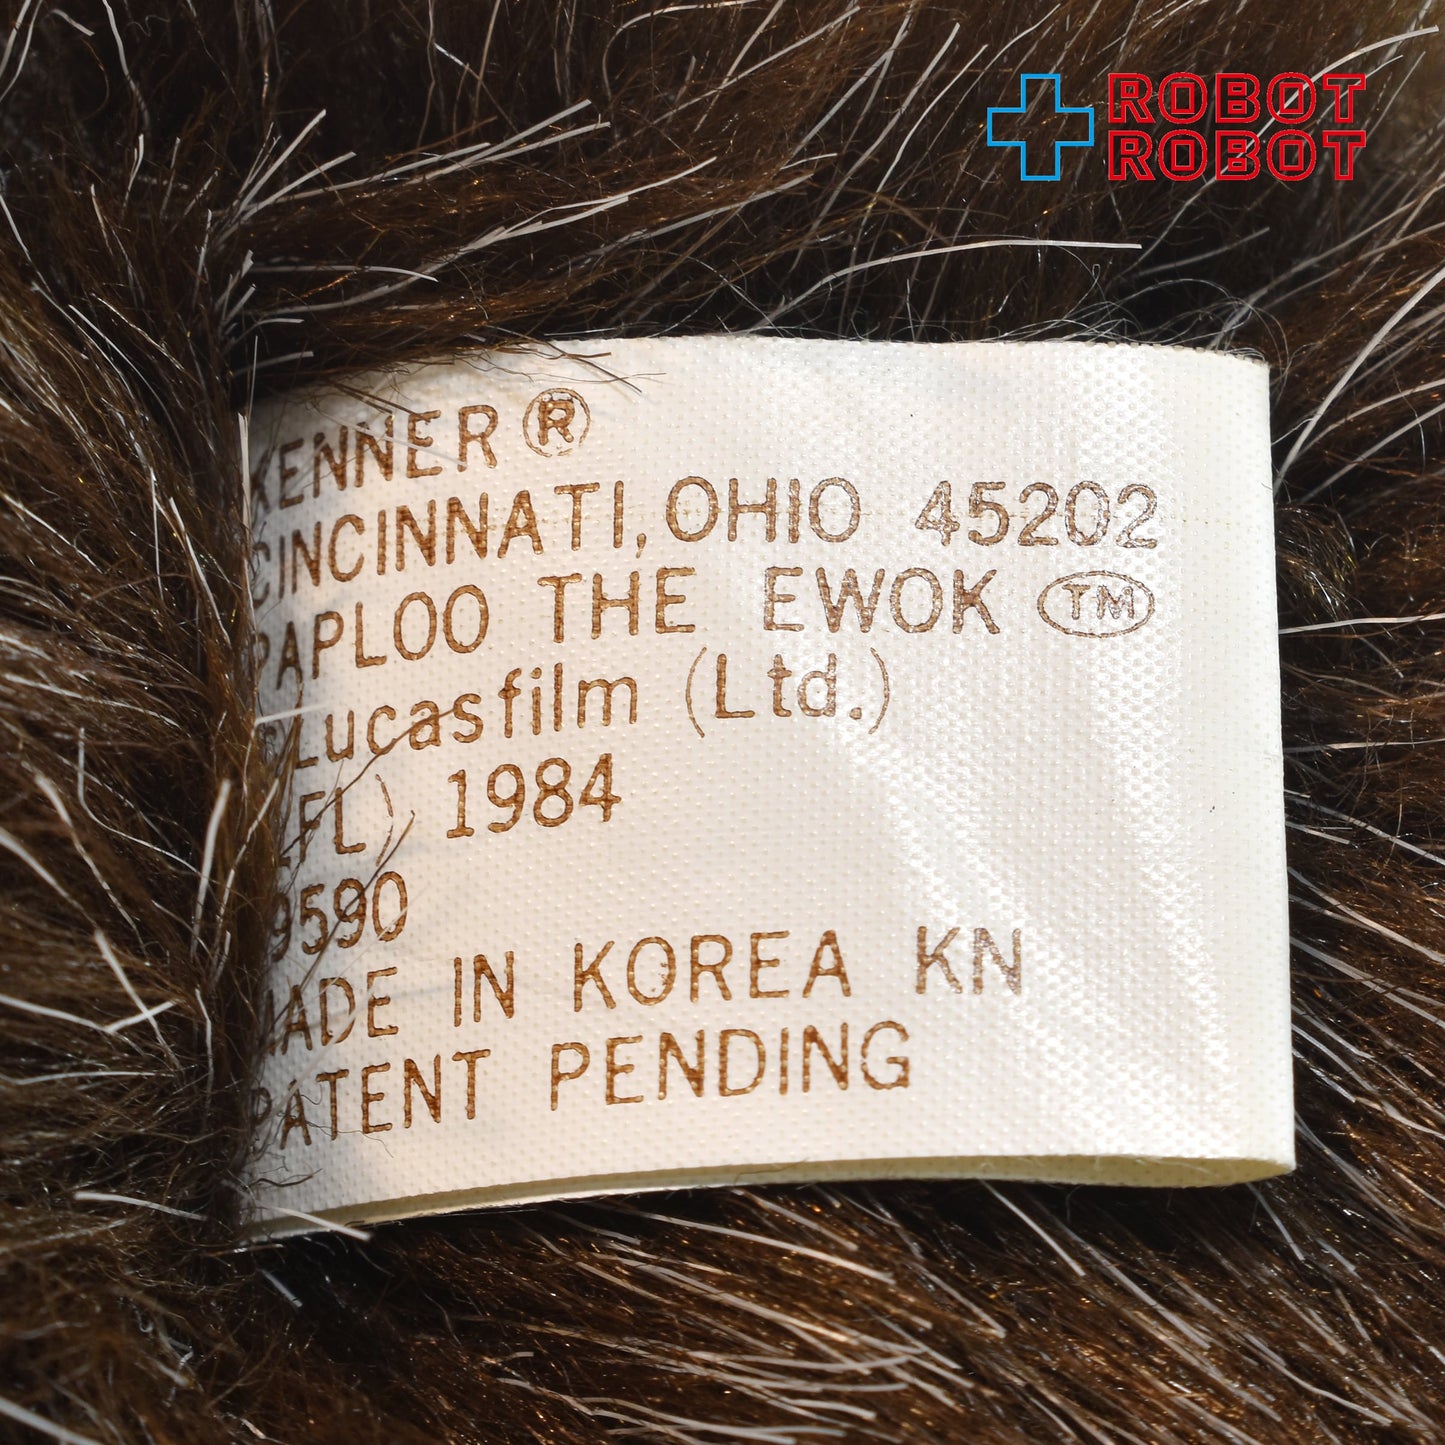 ROBOT
ROBOT
KENNER®
CINCINNATI, OHIO 45202
PAPLOO THE EWOK ™
©Lucasfilm (Ltd.)
(LFL) 1984
9590
MADE IN KOREA KN
PATENT PENDING